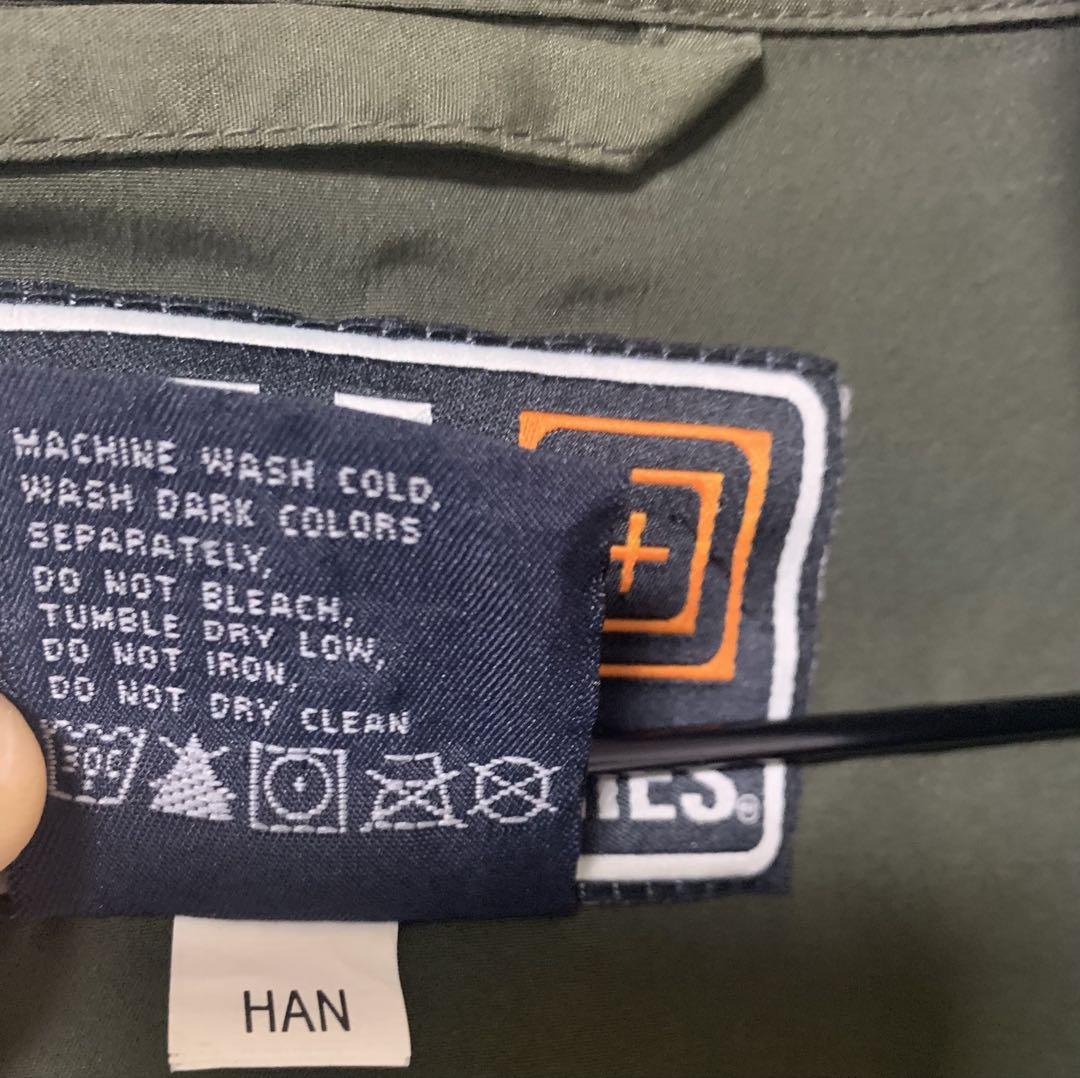 MACHINE WASH COLD,
WASH DARK COLORS
SEPARATELY,
DO NOT BLEACH,
TUMBLE DRY LOW,
DO NOT IRON,
DO NOT DRY CLEAN
HAN